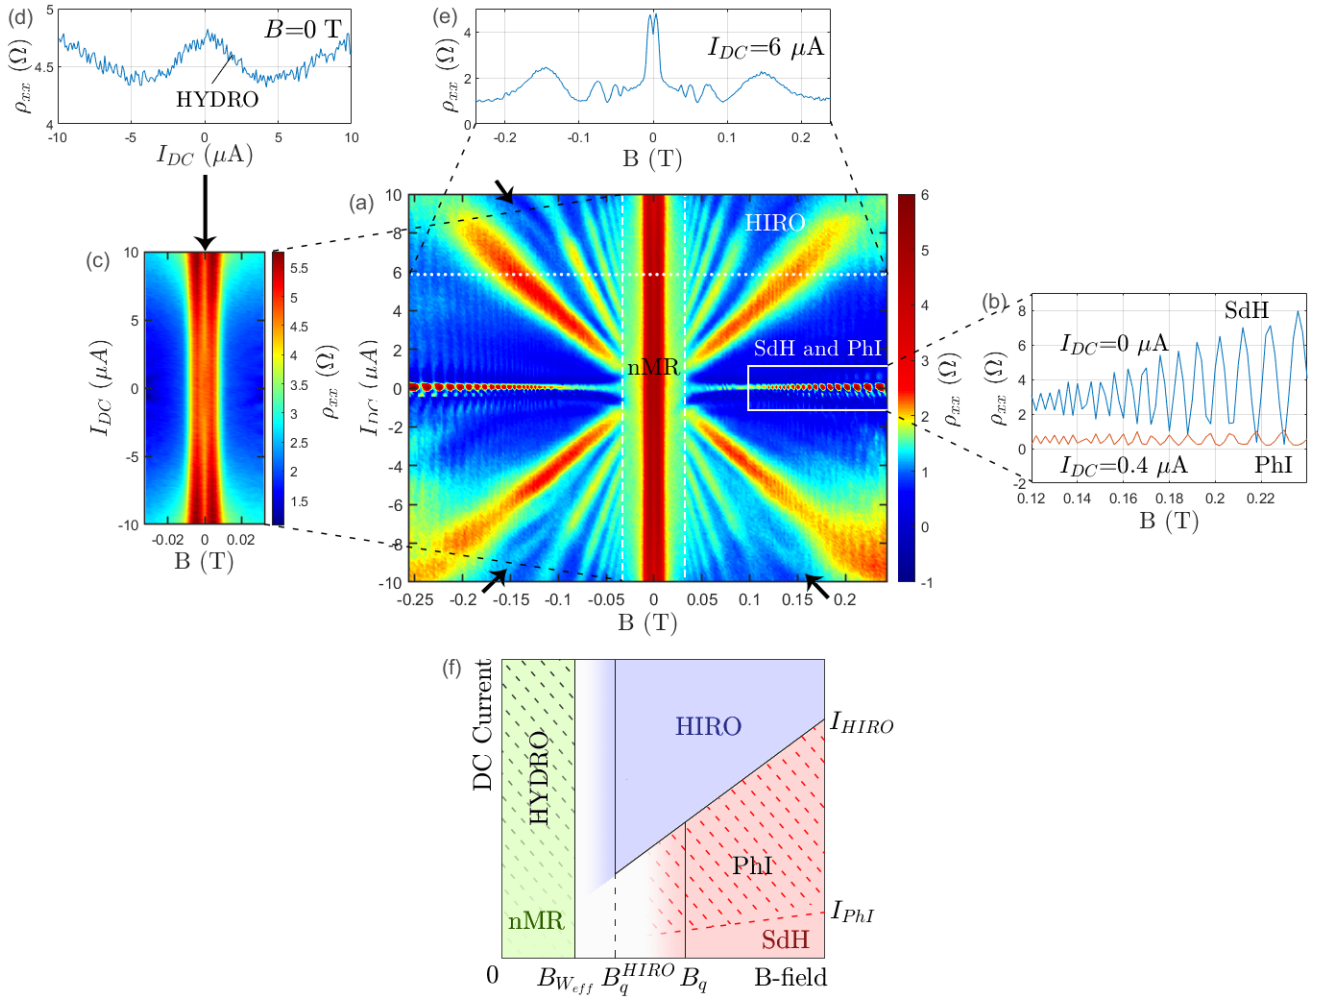 (d)
5
4.5
4
ρxx (Ω)
B=0 T
HYDRO
-10 -5 0 5 10
IDC (μA)
(e)
4
2
0
ρxx (Ω)
IDC=6 μA
-0.2 -0.1 0 0.1 0.2
B (T)
(c)
10
5
0
-5
-10
IDC (μA)
-0.02 0 0.02
B (T)
5.5
5
4.5
4
3.5
3
2.5
2
1.5
ρxx (Ω)
(a)
10
8
6
4
2
0
-2
-4
-6
-8
-10
IDC (μA)
HIRO
nMR
SdH and PhI
-0.25 -0.2 -0.15 -0.1 -0.05 0 0.05 0.1 0.15 0.2
B (T)
6
5
4
3
2
1
0
-1
ρxx (Ω)
(b)
8
6
4
2
0
-2
ρxx (Ω)
SdH
IDC=0 μA
IDC=0.4 μA
PhI
0.12 0.14 0.16 0.18 0.2 0.22
B (T)
(f)
DC Current
HYDRO
nMR
HIRO
PhI
SdH
IHIRO
IPhI
0 BWeff BqHIRO Bq B-field